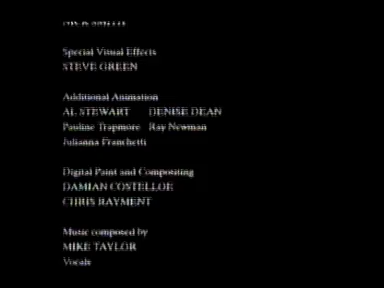 Special Visual Effects
STEVE GREEN
Additional Animation
AL STEWART DENISE DEAN
Pauline Trapmore Ray Newman
Julianna Franchetti
Digital Paint and Compositing
DAMIAN COSTELLOE
CHRIS RAYMENT
Music composed by
MIKE TAYLOR
Vocals